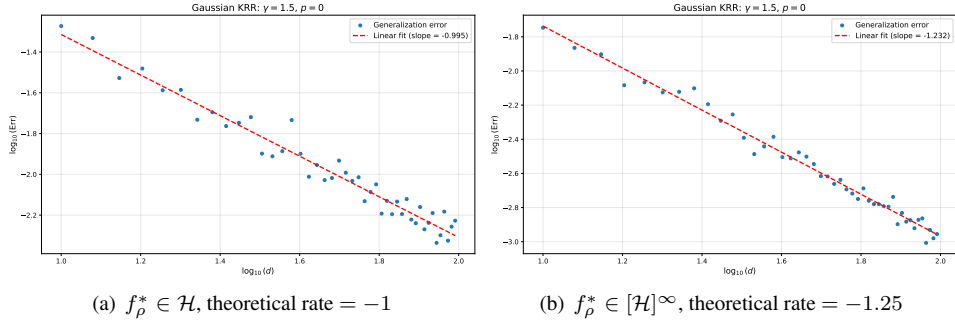 Gaussian KRR: γ = 1.5, p = 0
Generalization error
Linear fit (slope = -0.995)
−1.4
−1.6
−1.8
−2.0
−2.2
log₁₀(Err)
1.0 1.2 1.4 1.6 1.8 2.0
log₁₀(d)
(a) f*ρ ∈ H, theoretical rate = −1
Gaussian KRR: γ = 1.5, p = 0
Generalization error
Linear fit (slope = -1.232)
−1.8
−2.0
−2.2
−2.4
−2.6
−2.8
−3.0
log₁₀(Err)
1.0 1.2 1.4 1.6 1.8 2.0
log₁₀(d)
(b) f*ρ ∈ [H]∞, theoretical rate = −1.25